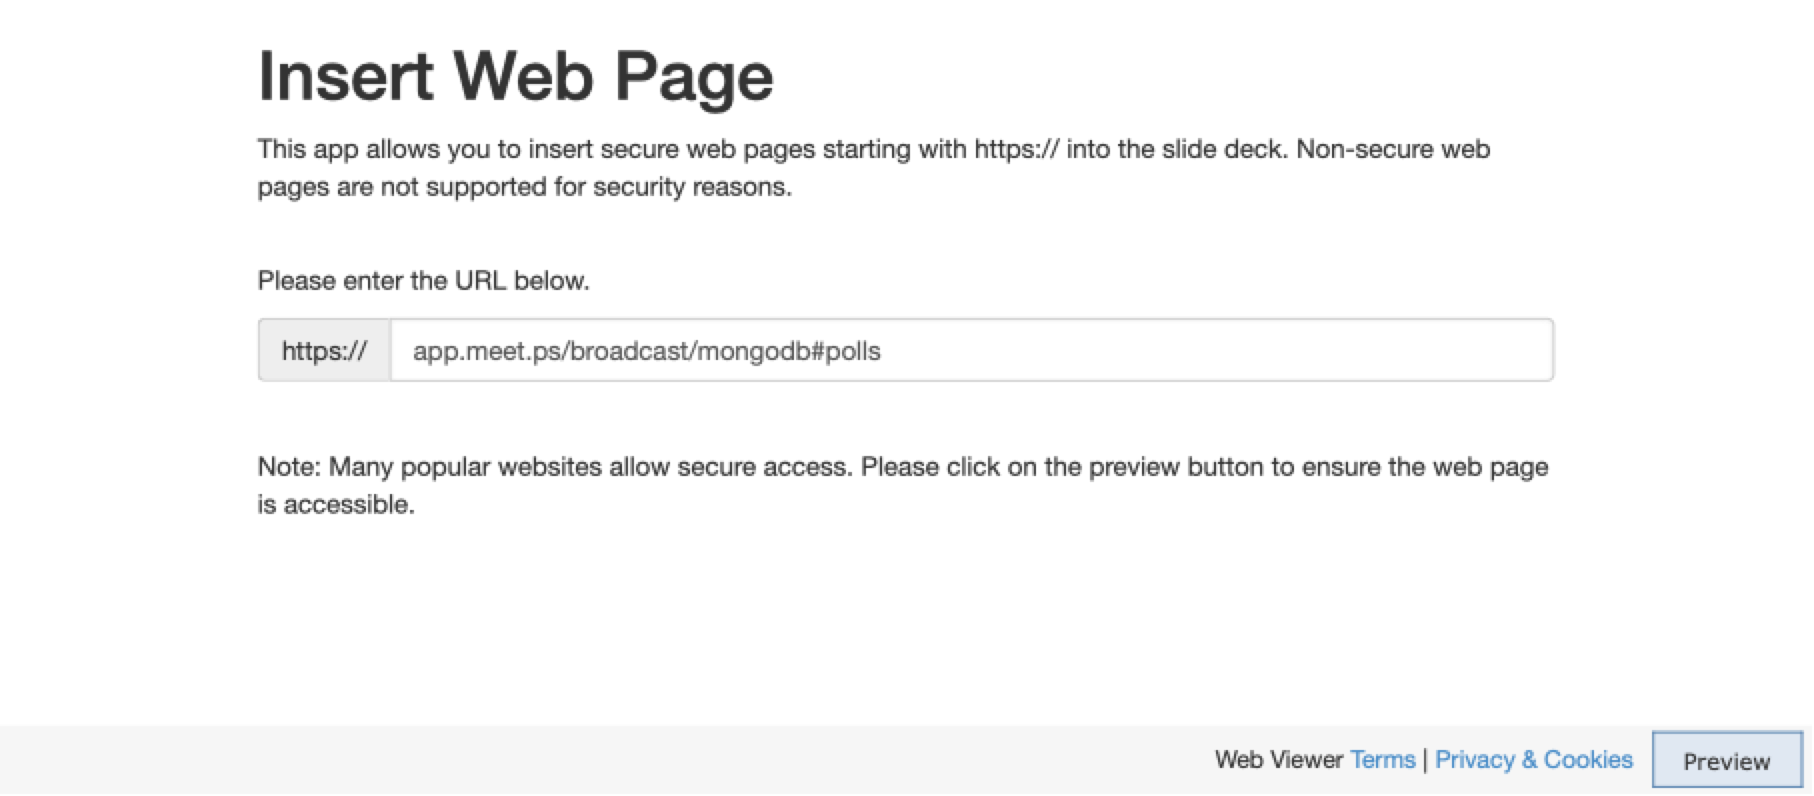 Insert Web Page
This app allows you to insert secure web pages starting with https:// into the slide deck. Non-secure web
pages are not supported for security reasons.
Please enter the URL below.
https:// app.meet.ps/broadcast/mongodb#polls
Note: Many popular websites allow secure access. Please click on the preview button to ensure the web page
is accessible.
Web Viewer Terms | Privacy & Cookies Preview